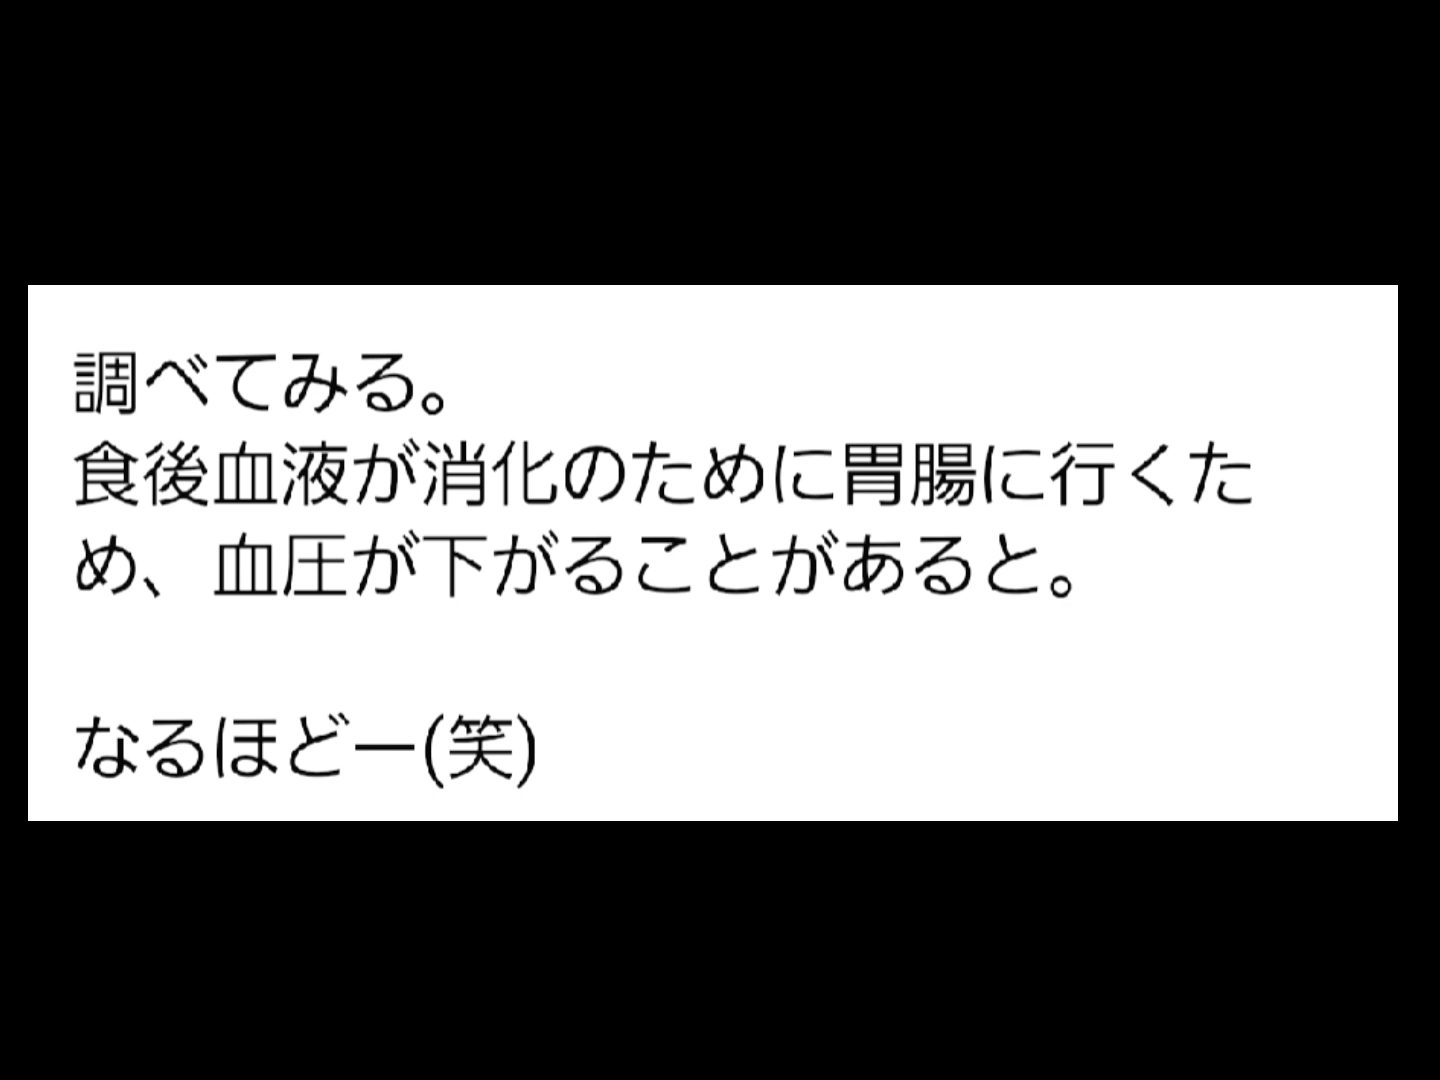 調べてみる。
食後血液が消化のために胃腸に行くた
め、血圧が下がることがあると。
なるほどー(笑)